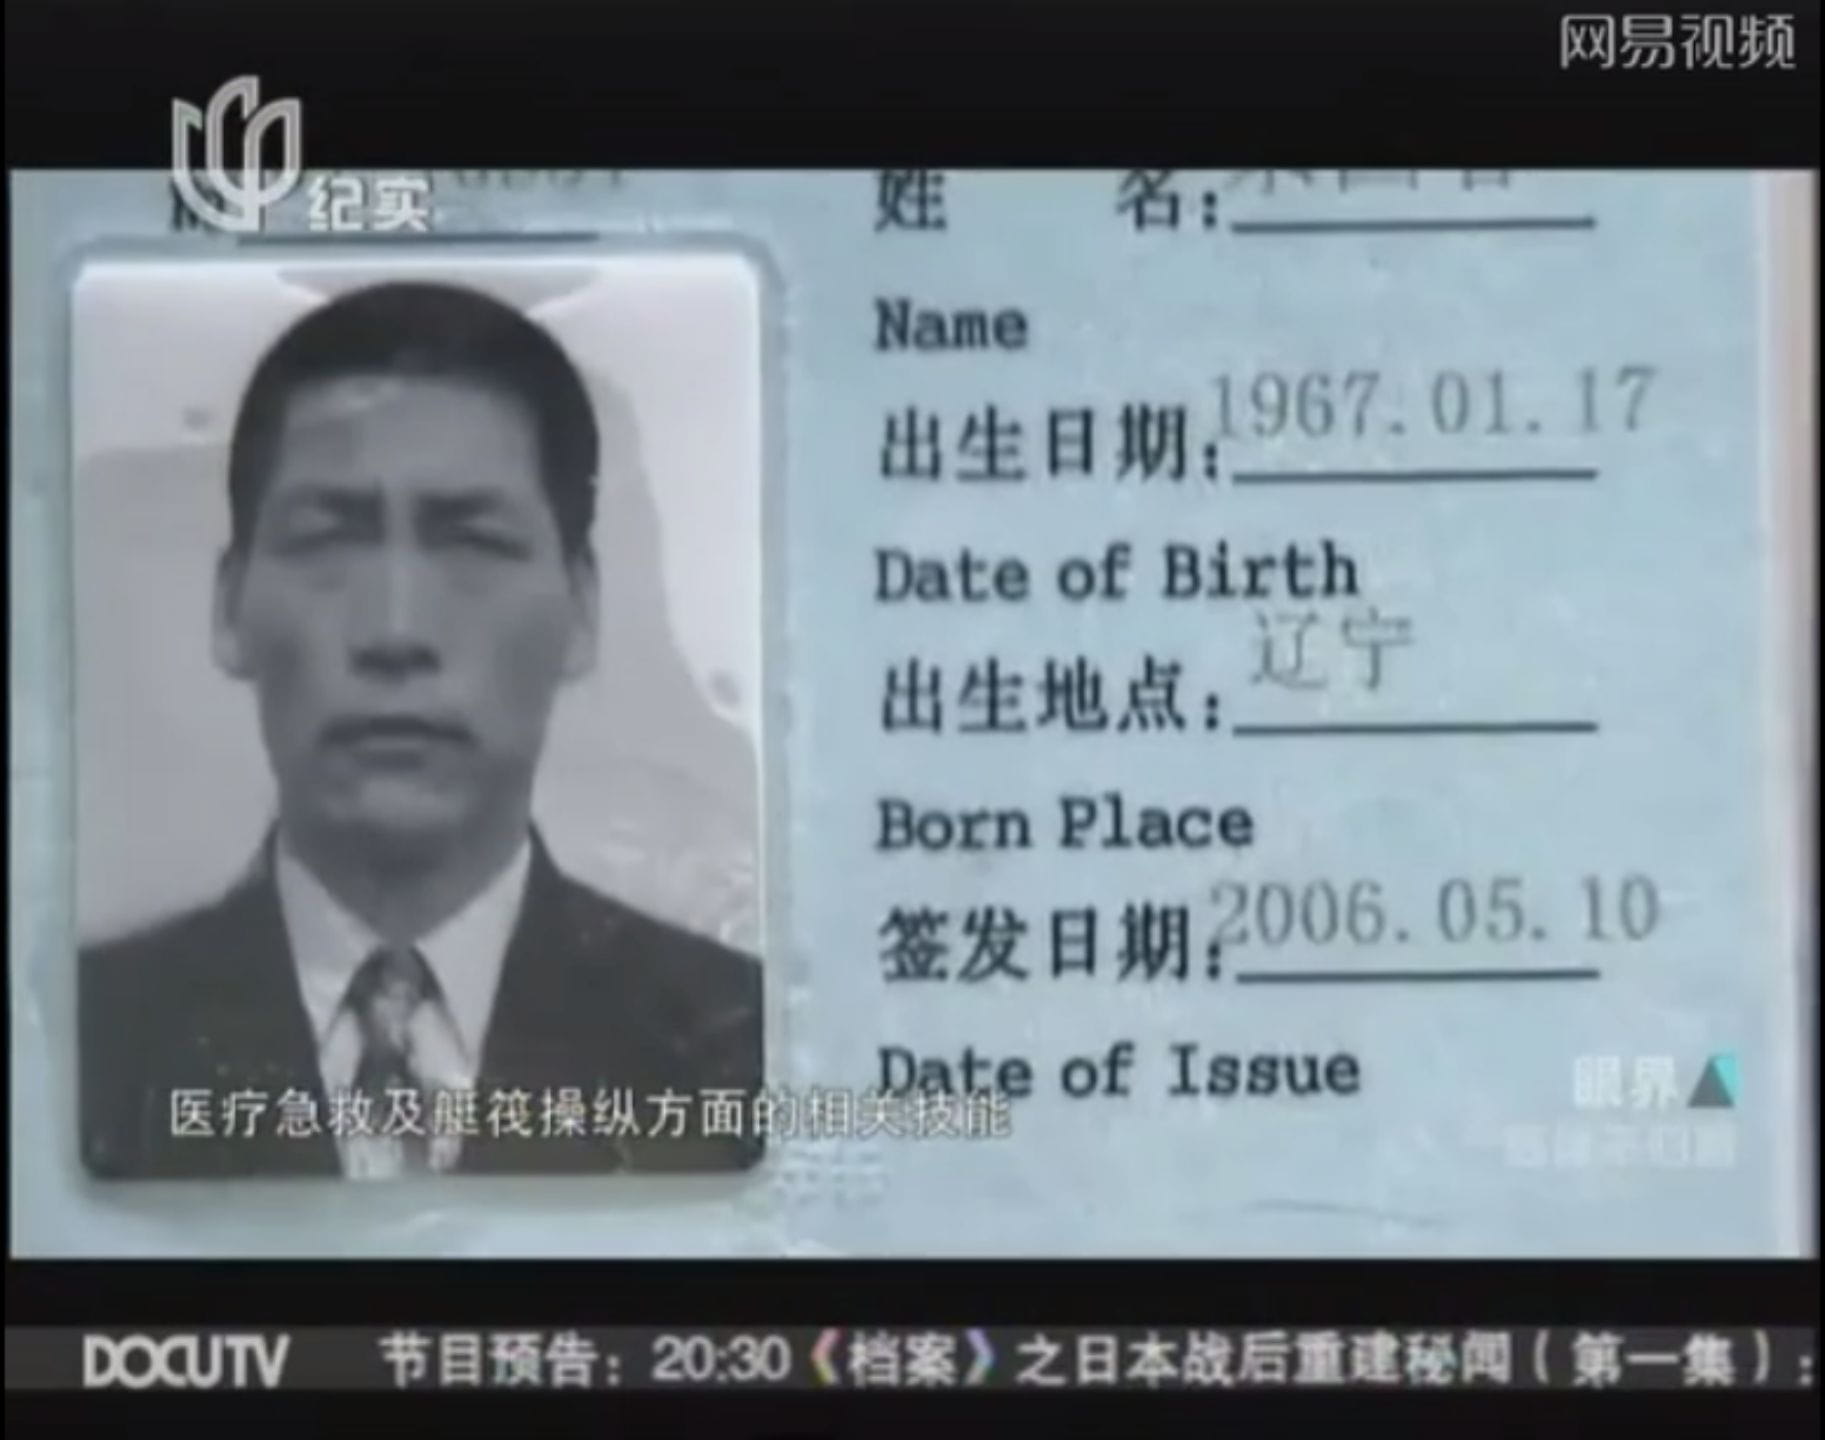 网易视频
纪实
姓 名:
Name
出生日期:1967.01.17
Date of Birth
出生地点:辽宁
Born Place
签发日期:2006.05.10
Date of Issue
眼界
医疗急救及艇筏操纵方面的相关技能
DOCUTV 节目预告:20:30《档案》之日本战后重建秘闻(第一集):